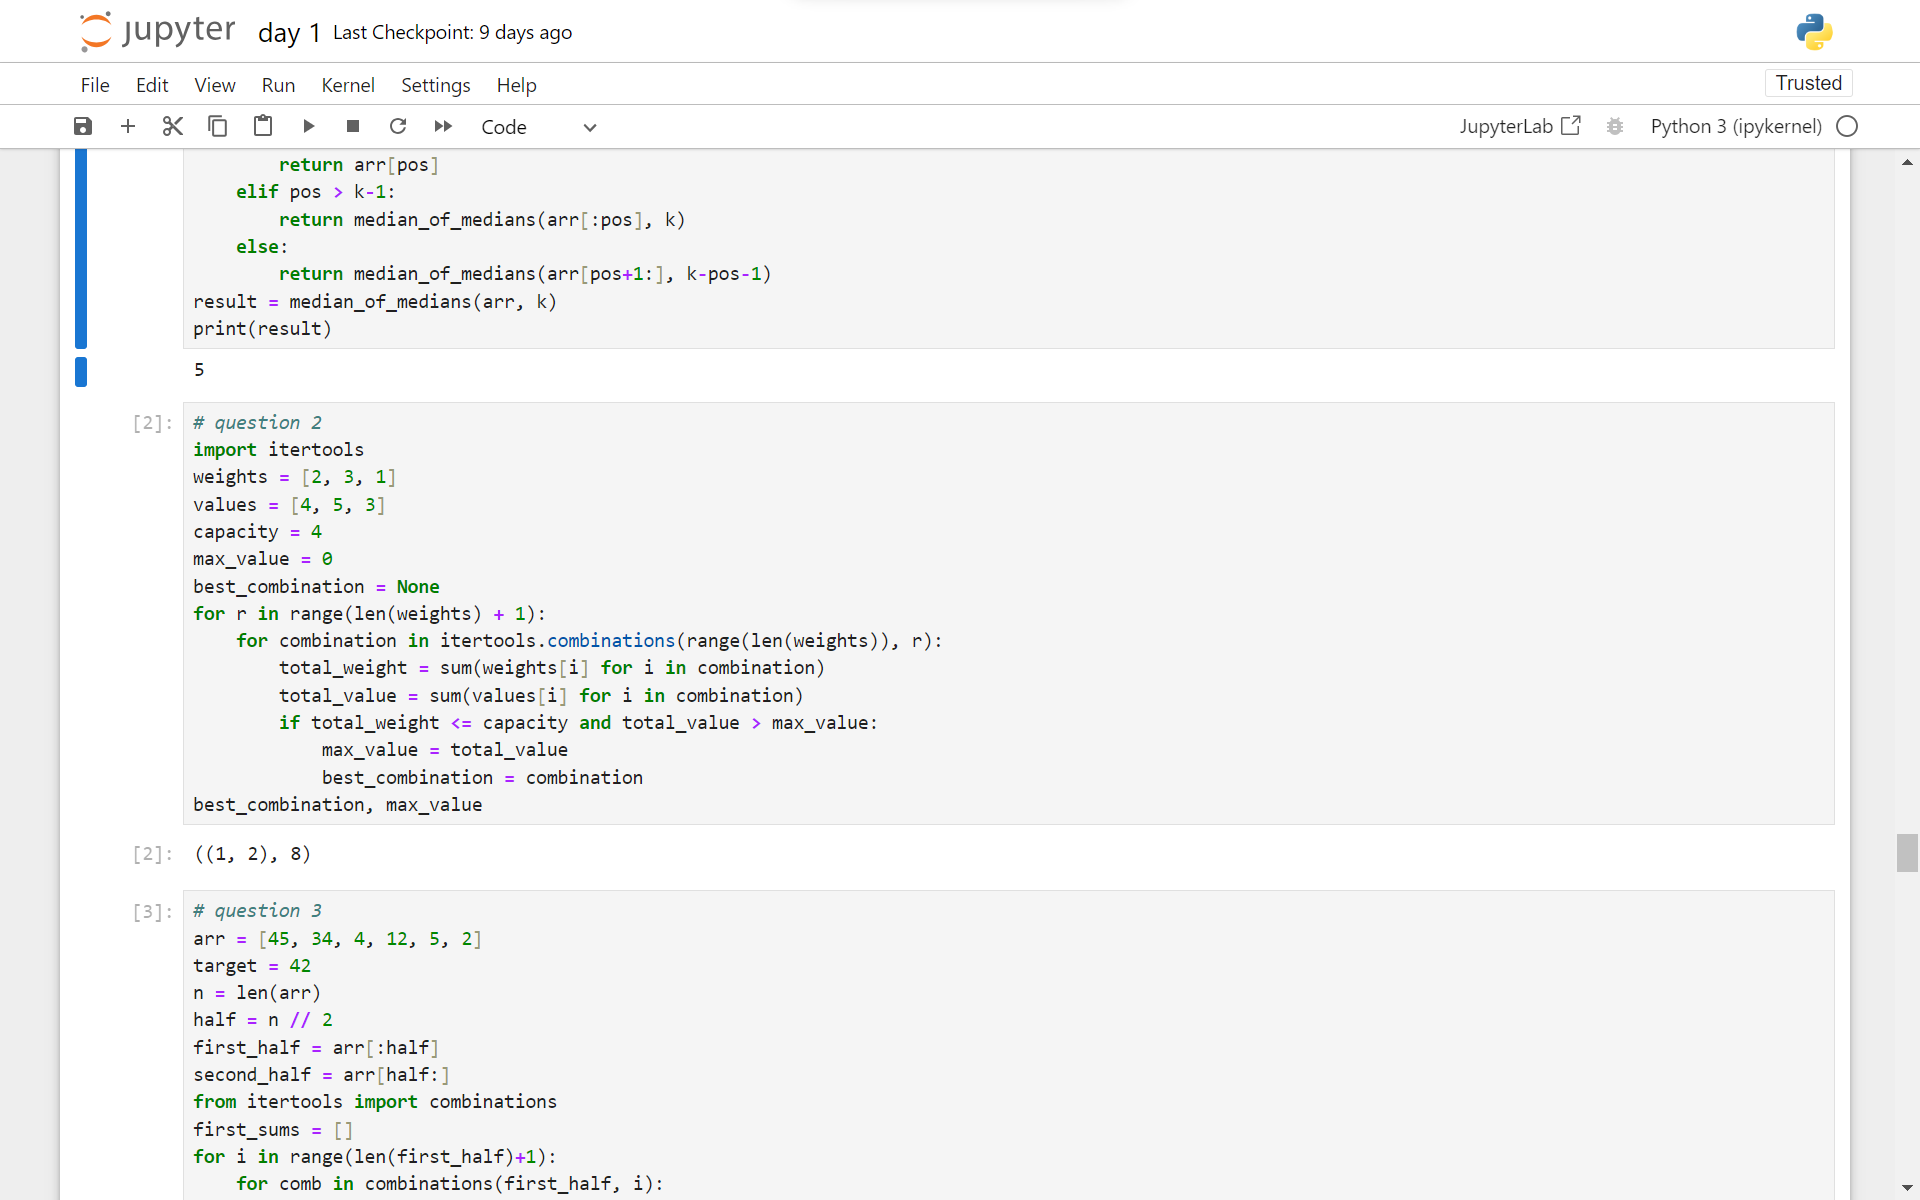 jupyter day 1 Last Checkpoint: 9 days ago
File Edit View Run Kernel Settings Help Trusted
Code JupyterLab Python 3 (ipykernel)
        return arr[pos]
    elif pos > k-1:
        return median_of_medians(arr[:pos], k)
    else:
        return median_of_medians(arr[pos+1:], k-pos-1)
result = median_of_medians(arr, k)
print(result)
5
[2]: # question 2
import itertools
weights = [2, 3, 1]
values = [4, 5, 3]
capacity = 4
max_value = 0
best_combination = None
for r in range(len(weights) + 1):
    for combination in itertools.combinations(range(len(weights)), r):
        total_weight = sum(weights[i] for i in combination)
        total_value = sum(values[i] for i in combination)
        if total_weight <= capacity and total_value > max_value:
            max_value = total_value
            best_combination = combination
best_combination, max_value
[2]: ((1, 2), 8)
[3]: # question 3
arr = [45, 34, 4, 12, 5, 2]
target = 42
n = len(arr)
half = n // 2
first_half = arr[:half]
second_half = arr[half:]
from itertools import combinations
first_sums = []
for i in range(len(first_half)+1):
    for comb in combinations(first_half, i):